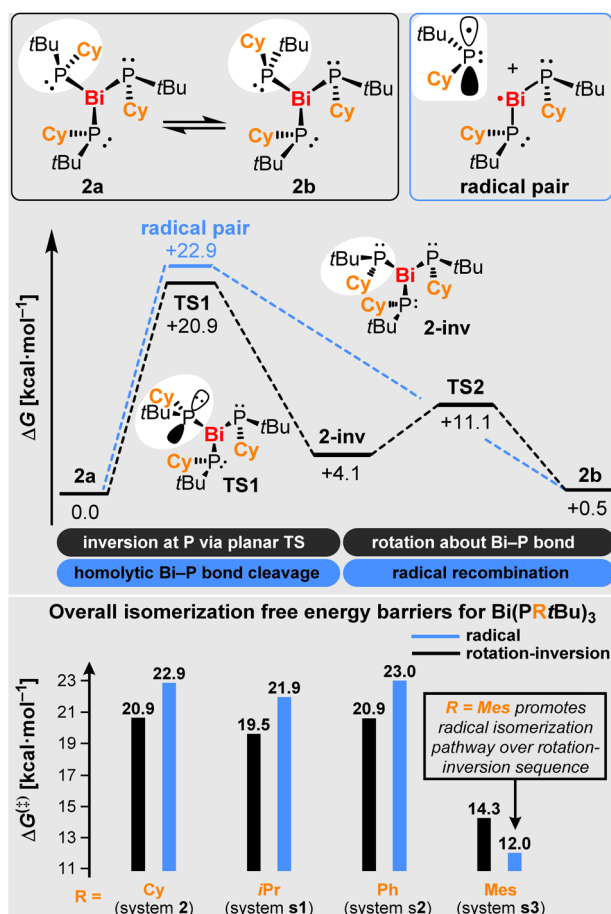 Cy
tBu
P
P
tBu
Bi
Cy
Cy
P
tBu
2a
tBu
Cy
P
P
tBu
Bi
Cy
Cy
P
tBu
2b
tBu
P:
Cy
+
•Bi
P
tBu
Cy
Cy
P
tBu
radical pair
ΔG [kcal·mol⁻¹]
radical pair
+22.9
TS1
+20.9
tBu
P
Bi
P
tBu
Cy
Cy
Cy
P:
tBu
2-inv
Cy
tBu
P
P
tBu
Bi
Cy
Cy
P:
tBu
TS1
2a
0.0
2-inv
+4.1
TS2
+11.1
2b
+0.5
inversion at P via planar TS
rotation about Bi–P bond
homolytic Bi–P bond cleavage
radical recombination
Overall isomerization free energy barriers for Bi(PRtBu)₃
radical
rotation-inversion
ΔG⁽‡⁾ [kcal·mol⁻¹]
23
21
19
17
15
13
11
20.9
22.9
19.5
21.9
20.9
23.0
14.3
12.0
R = Mes promotes
radical isomerization
pathway over rotation-
inversion sequence
R =
Cy
iPr
Ph
Mes
(system 2)
(system s1)
(system s2)
(system s3)